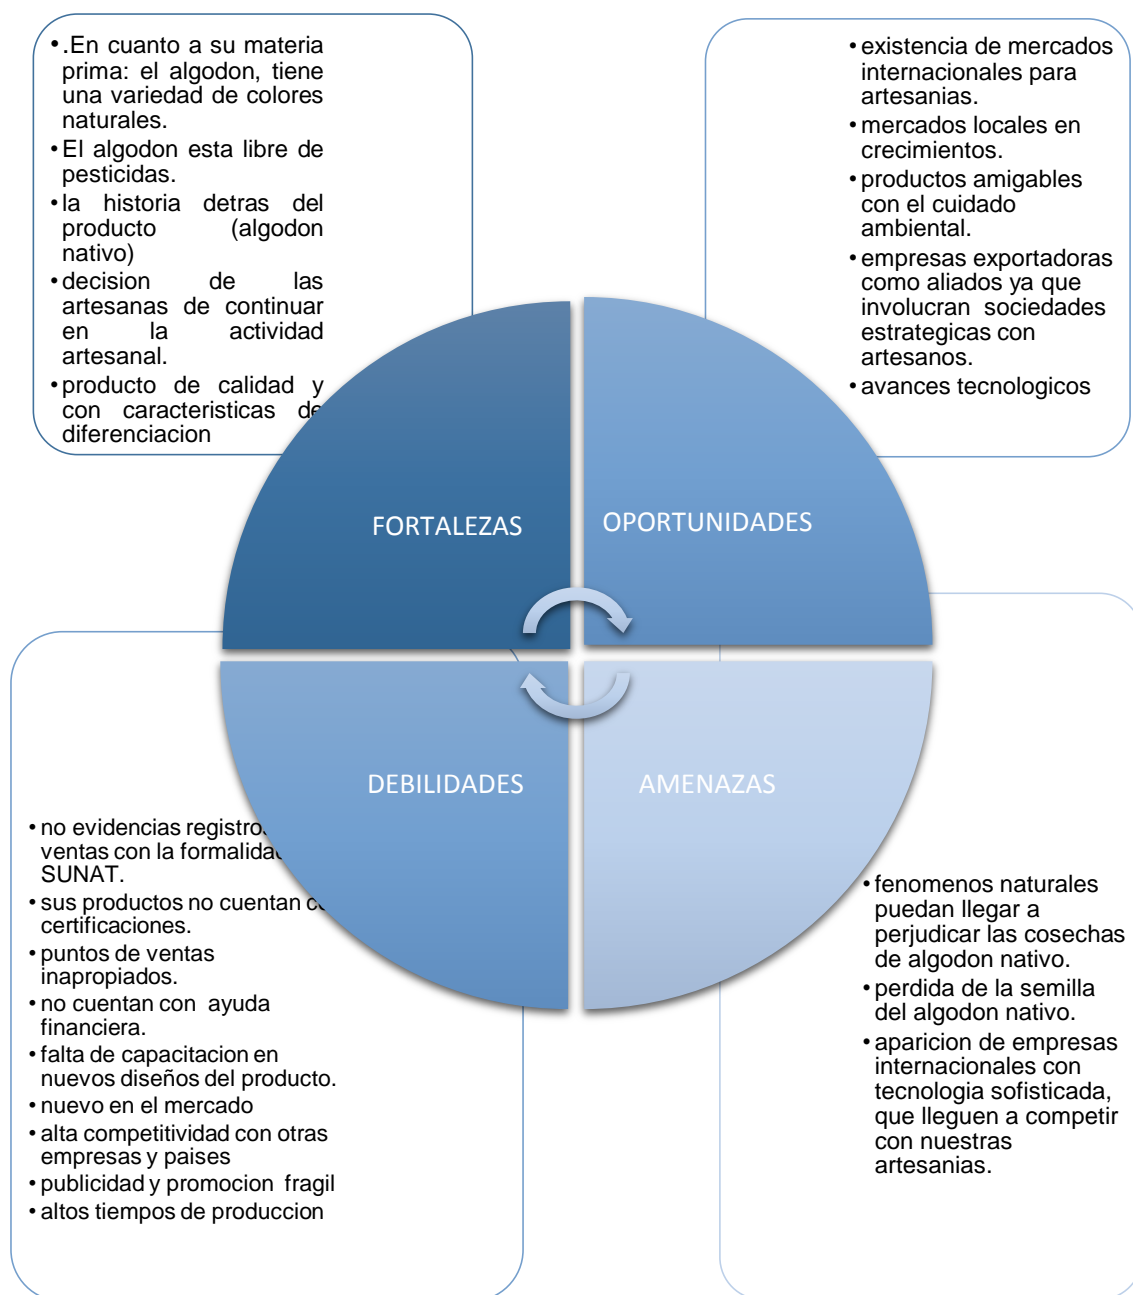 • .En cuanto a su materia
prima: el algodon, tiene
una variedad de colores
naturales.
• El algodon esta libre de
pesticidas.
• la historia detras del
producto (algodon
nativo)
• decision de las
artesanas de continuar
en la actividad
artesanal.
• producto de calidad y
con caracteristicas de
diferenciacion
• existencia de mercados
internacionales para
artesanias.
• mercados locales en
crecimientos.
• productos amigables
con el cuidado
ambiental.
• empresas exportadoras
como aliados ya que
involucran sociedades
estrategicas con
artesanos.
• avances tecnologicos
FORTALEZAS
OPORTUNIDADES
DEBILIDADES
AMENAZAS
• no evidencias registros
ventas con la formalidad
SUNAT.
• sus productos no cuentan
certificaciones.
• puntos de ventas
inapropiados.
• no cuentan con ayuda
financiera.
• falta de capacitacion en
nuevos diseños del producto.
• nuevo en el mercado
• alta competitividad con otras
empresas y paises
• publicidad y promocion fragil
• altos tiempos de produccion
• fenomenos naturales
puedan llegar a
perjudicar las cosechas
de algodon nativo.
• perdida de la semilla
del algodon nativo.
• aparicion de empresas
internacionales con
tecnologia sofisticada,
que lleguen a competir
con nuestras
artesanias.